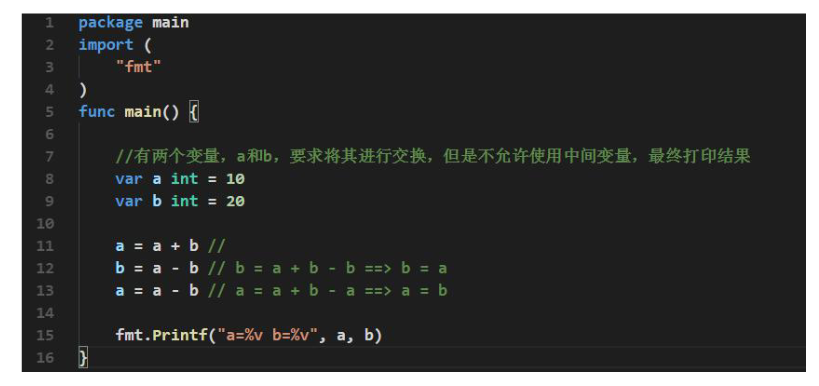 1 package main
2 import (
3 "fmt"
4 )
5 func main() {
6
7 //有两个变量，a和b，要求将其进行交换，但是不允许使用中间变量，最终打印结果
8 var a int = 10
9 var b int = 20
10
11 a = a + b //
12 b = a - b // b = a + b - b ==> b = a
13 a = a - b // a = a + b - a ==> a = b
14
15 fmt.Printf("a=%v b=%v", a, b)
16 }